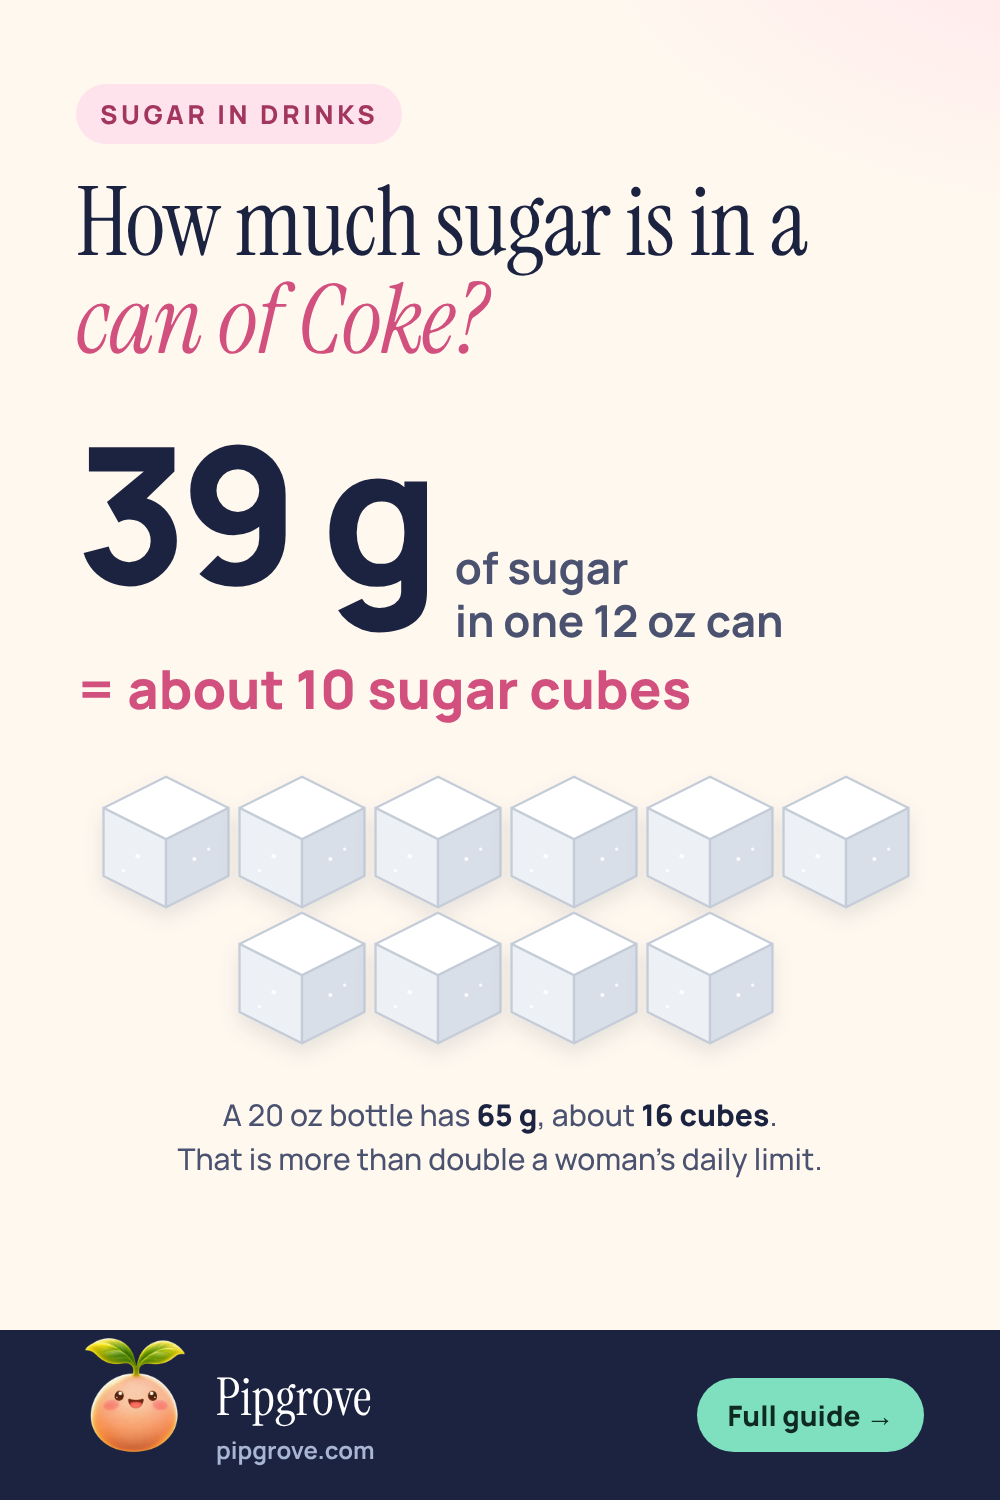 SUGAR IN DRINKS
How much sugar is in a
can of Coke?
39 g
of sugar
in one 12 oz can
= about 10 sugar cubes
A 20 oz bottle has 65 g, about 16 cubes.
That is more than double a woman’s daily limit.
Pipgrove
pipgrove.com
Full guide →